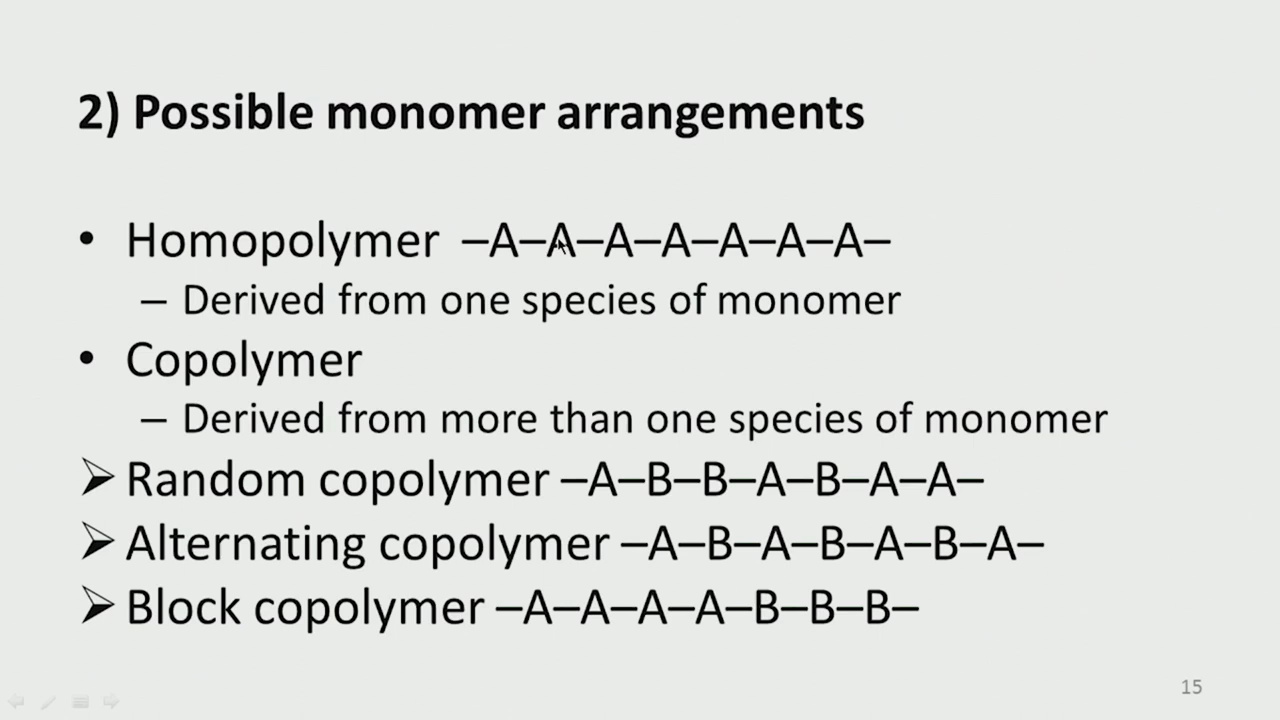 2) Possible monomer arrangements
• Homopolymer –A–A–A–A–A–A–A–
– Derived from one species of monomer
• Copolymer
– Derived from more than one species of monomer
➢ Random copolymer –A–B–B–A–B–A–A–
➢ Alternating copolymer –A–B–A–B–A–B–A–
➢ Block copolymer –A–A–A–A–B–B–B–
15